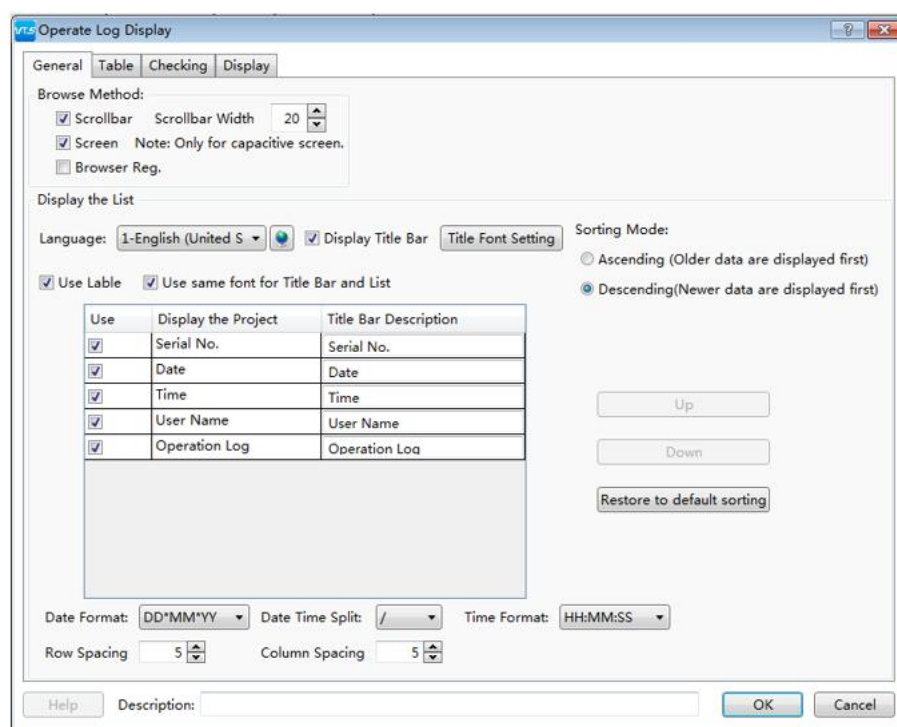 VT5 Operate Log Display
General Table Checking Display
Browse Method:
Scrollbar Scrollbar Width 20
Screen Note: Only for capacitive screen.
Browser Reg.
Display the List
Language: 1-English (United S Display Title Bar Title Font Setting
Sorting Mode:
Ascending (Older data are displayed first)
Descending(Newer data are displayed first)
Use Lable Use same font for Title Bar and List
Use Display the Project Title Bar Description
Serial No. Serial No.
Date Date
Time Time
User Name User Name
Operation Log Operation Log
Up
Down
Restore to default sorting
Date Format: DD*MM*YY Date Time Split: / Time Format: HH:MM:SS
Row Spacing 5 Column Spacing 5
Help Description: OK Cancel